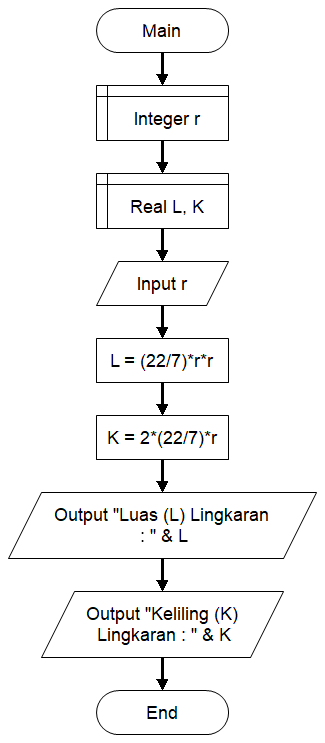 Main
Integer r
Real L, K
Input r
L = (22/7)*r*r
K = 2*(22/7)*r
Output "Luas (L) Lingkaran
: " & L
Output "Keliling (K)
Lingkaran : " & K
End